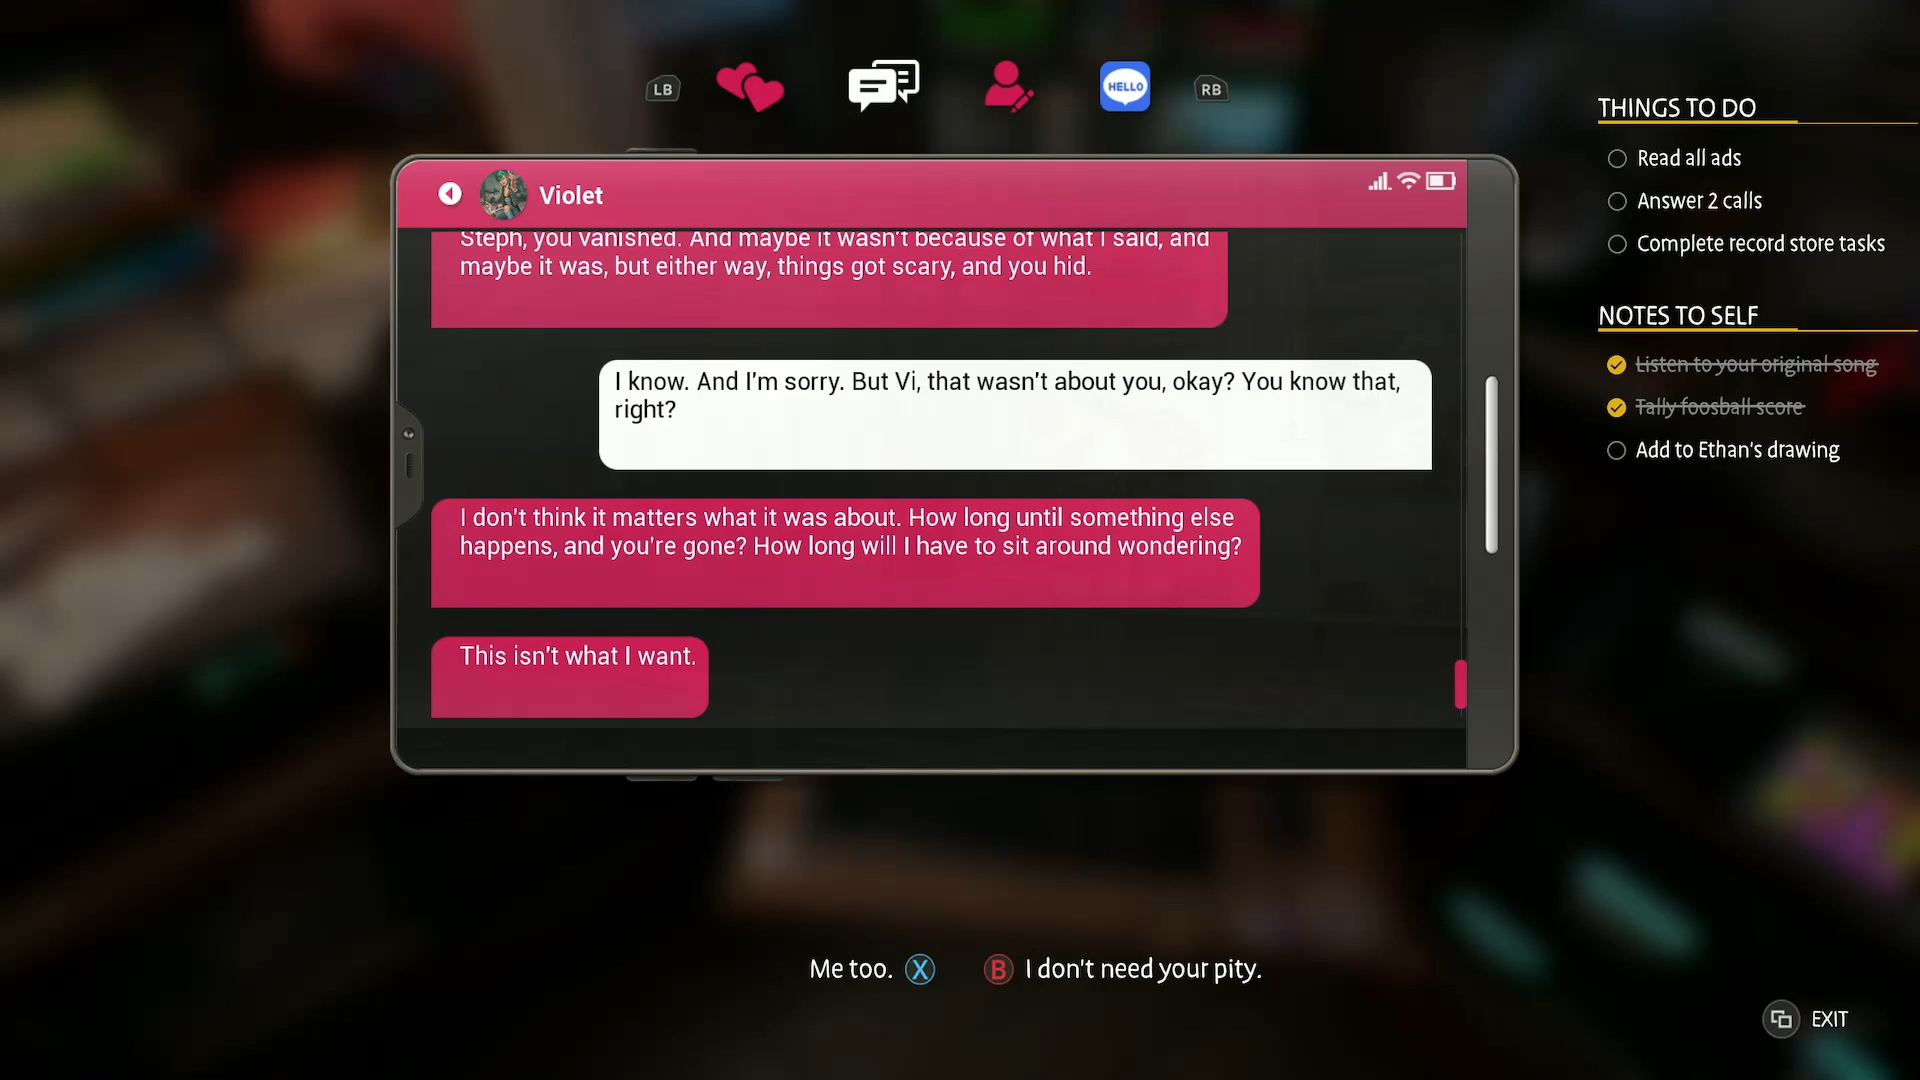 LB
HELLO
RB
Violet
Steph, you vanished. And maybe it wasn't because of what I said, and
maybe it was, but either way, things got scary, and you hid.
I know. And I'm sorry. But Vi, that wasn't about you, okay? You know that,
right?
I don't think it matters what it was about. How long until something else
happens, and you're gone? How long will I have to sit around wondering?
This isn't what I want.
THINGS TO DO
Read all ads
Answer 2 calls
Complete record store tasks
NOTES TO SELF
Listen to your original song
Tally foosball score
Add to Ethan's drawing
Me too. X
B I don't need your pity.
EXIT